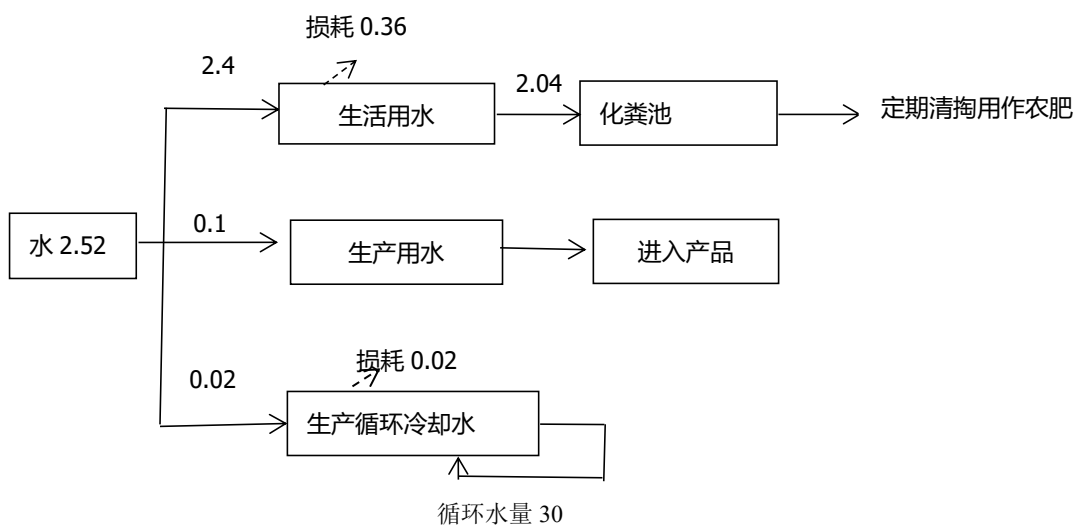 损耗 0.36
2.4
生活用水
2.04
化粪池
定期清掏用作农肥
水 2.52
0.1
生产用水
进入产品
0.02
损耗 0.02
生产循环冷却水
循环水量 30